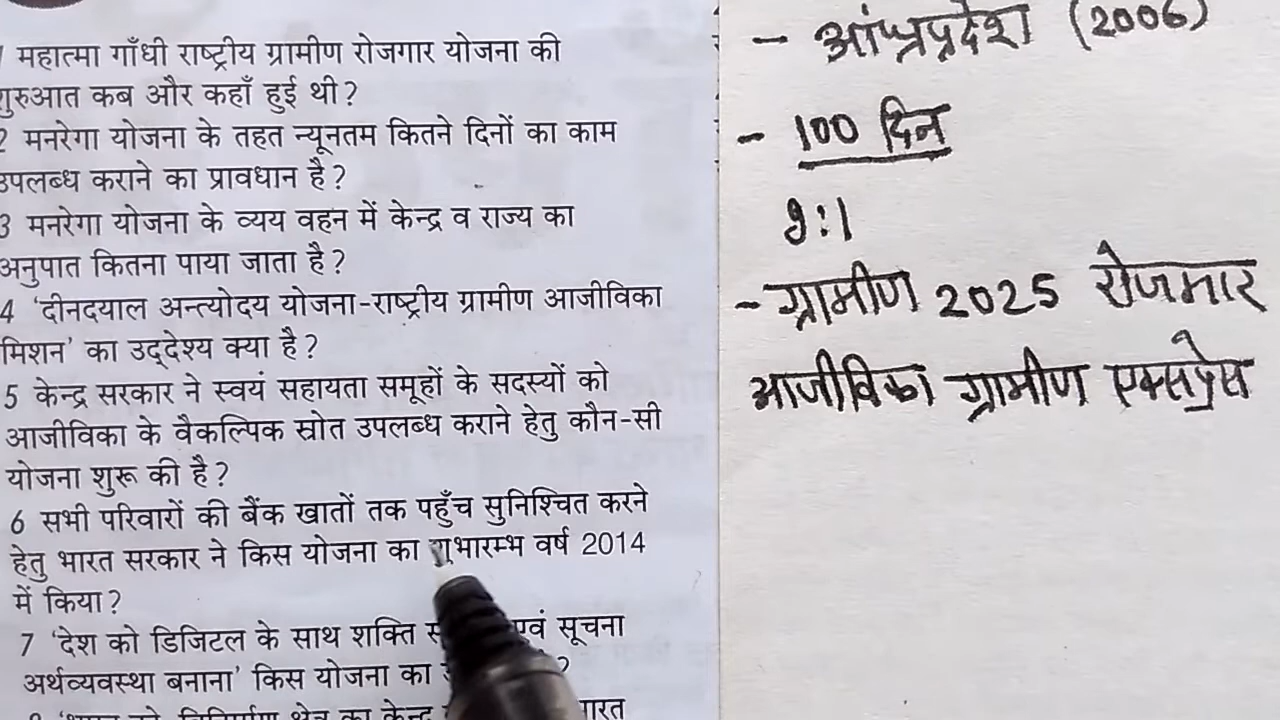 1 महात्मा गाँधी राष्ट्रीय ग्रामीण रोजगार योजना की
शुरुआत कब और कहाँ हुई थी?
2 मनरेगा योजना के तहत न्यूनतम कितने दिनों का काम
उपलब्ध कराने का प्रावधान है?
3 मनरेगा योजना के व्यय वहन में केन्द्र व राज्य का
अनुपात कितना पाया जाता है?
4 'दीनदयाल अन्त्योदय योजना-राष्ट्रीय ग्रामीण आजीविका
मिशन' का उद्देश्य क्या है?
5 केन्द्र सरकार ने स्वयं सहायता समूहों के सदस्यों को
आजीविका के वैकल्पिक स्रोत उपलब्ध कराने हेतु कौन-सी
योजना शुरू की है?
6 सभी परिवारों की बैंक खातों तक पहुँच सुनिश्चित करने
हेतु भारत सरकार ने किस योजना का शुभारम्भ वर्ष 2014
में किया?
7 'देश को डिजिटल के साथ शक्ति एवं सूचना
अर्थव्यवस्था बनाना' किस योजना का ?
- आंध्रप्रदेश (2006)
- 100 दिन
9:1
- ग्रामीण 2025 रोजगार
आजीविका ग्रामीण एक्सप्रेस